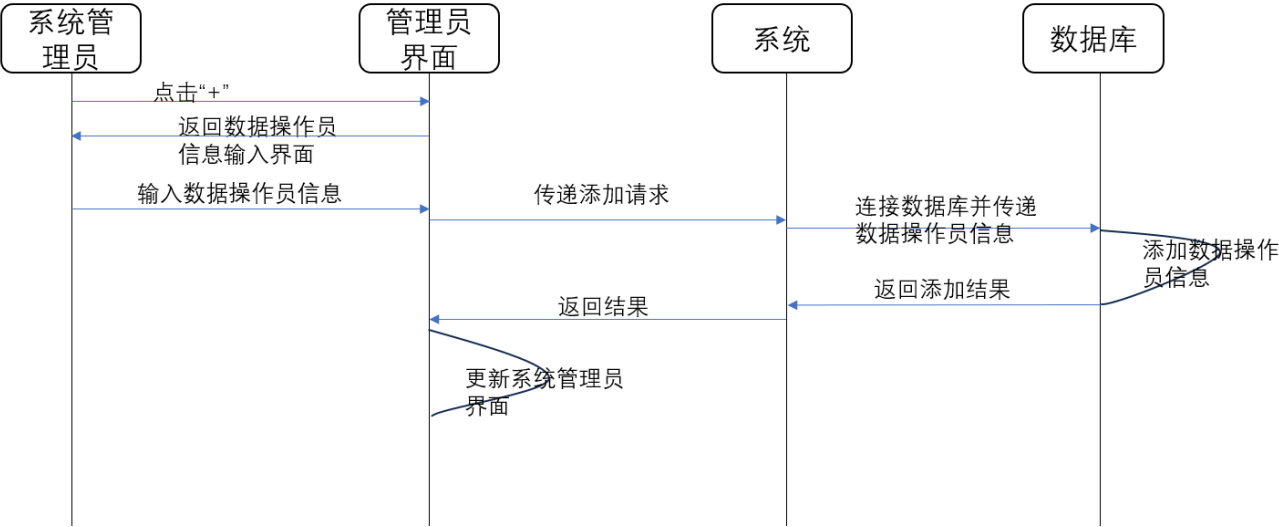 系统管
理员
管理员
界面
系统
数据库
点击“+”
返回数据操作员
信息输入界面
输入数据操作员信息
传递添加请求
连接数据库并传递
数据操作员信息
添加数据操作
员信息
返回添加结果
返回结果
更新系统管理员
界面